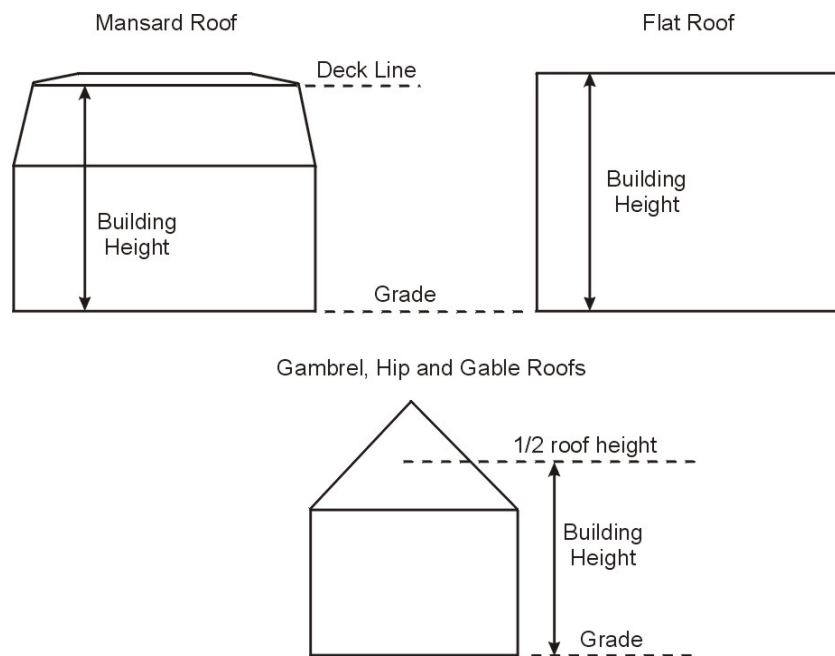 Mansard Roof
Flat Roof
Deck Line
Building
Height
Building
Height
Grade
Gambrel, Hip and Gable Roofs
1/2 roof height
Building
Height
Grade